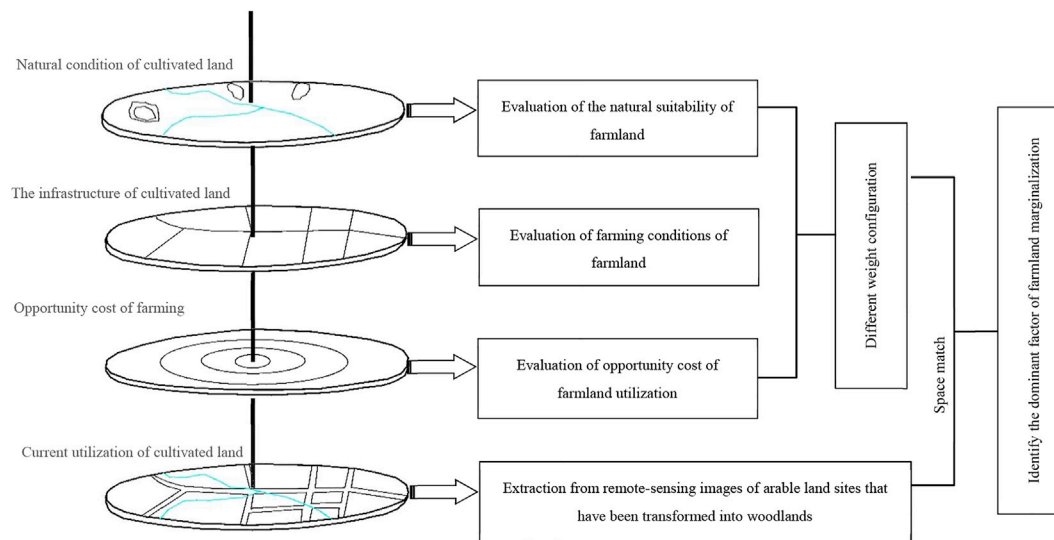 Natural condition of cultivated land
Evaluation of the natural suitability of
farmland
The infrastructure of cultivated land
Evaluation of farming conditions of
farmland
Opportunity cost of farming
Evaluation of opportunity cost of
farmland utilization
Current utilization of cultivated land
Extraction from remote-sensing images of arable land sites that
have been transformed into woodlands
Different weight configuration
Space match
Identify the dominant factor of farmland marginalization